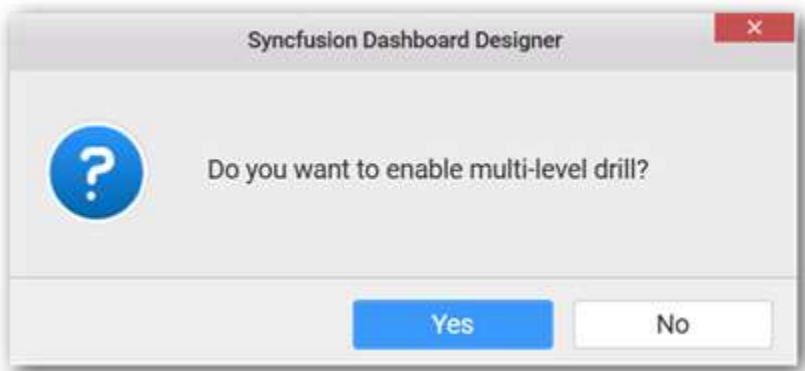 Syncfusion Dashboard Designer
Do you want to enable multi-level drill?
Yes
No